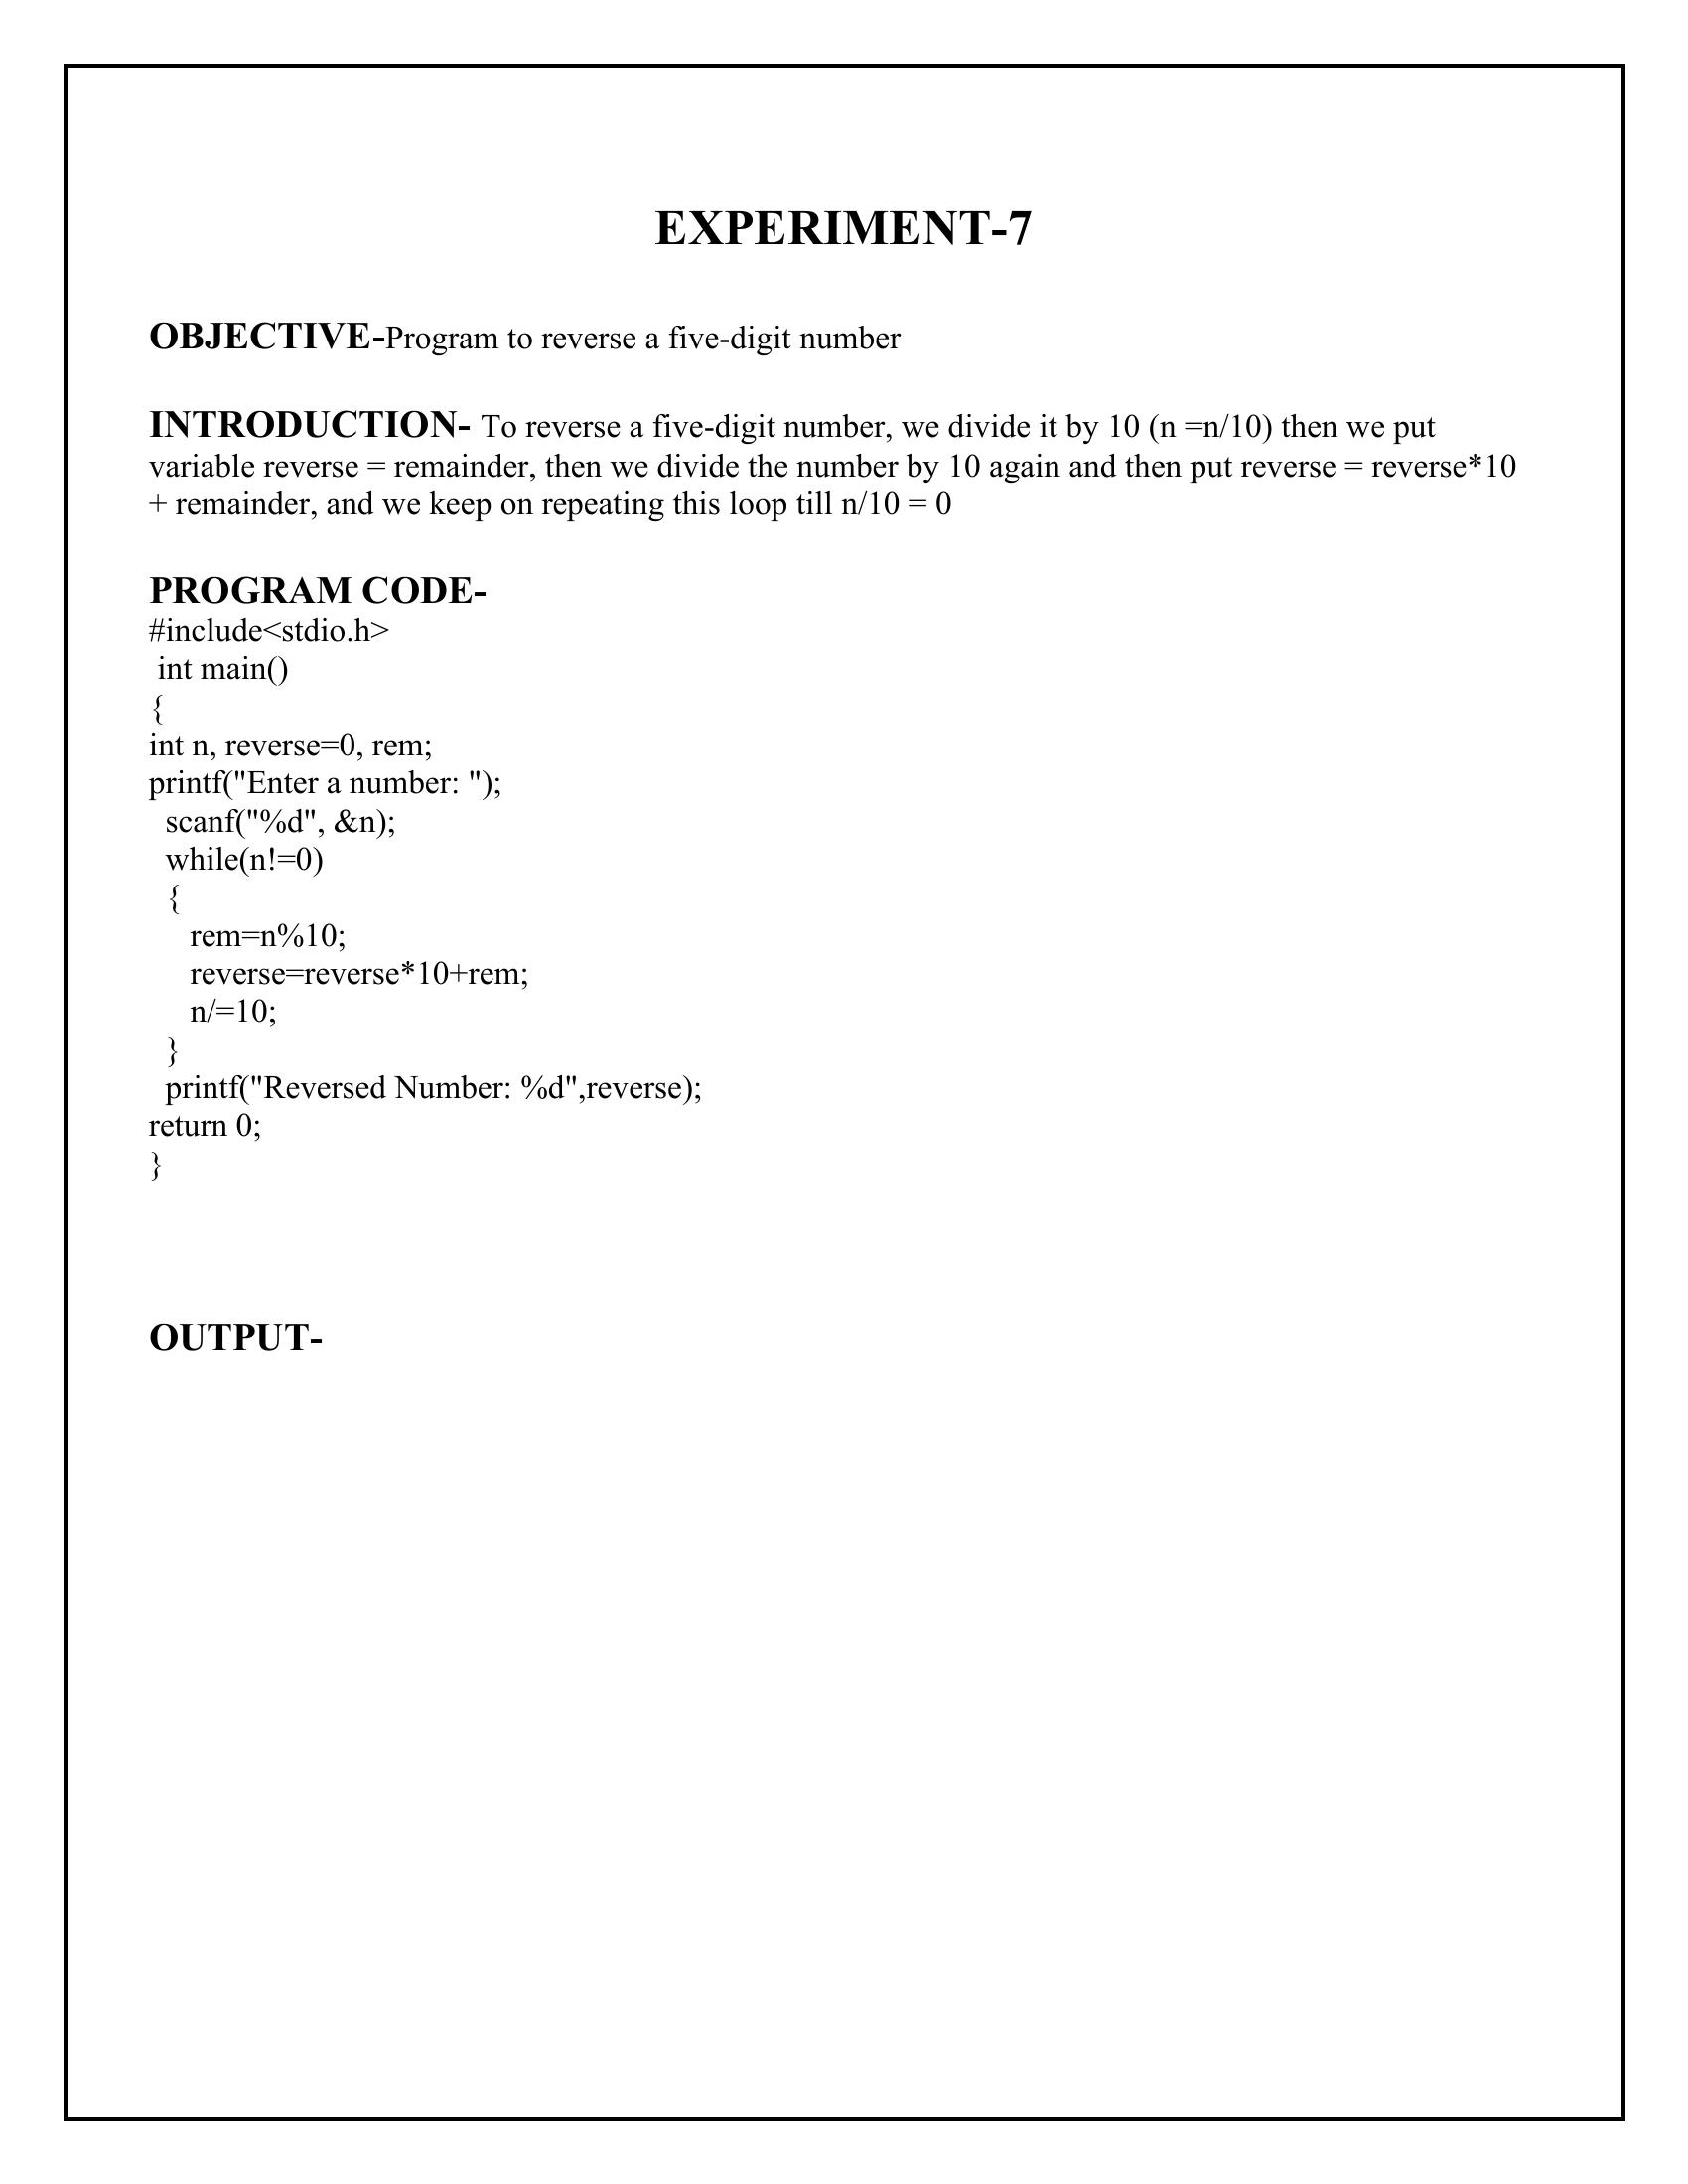 EXPERIMENT-7
OBJECTIVE-Program to reverse a five-digit number
INTRODUCTION- To reverse a five-digit number, we divide it by 10 (n =n/10) then we put
variable reverse = remainder, then we divide the number by 10 again and then put reverse = reverse*10
+ remainder, and we keep on repeating this loop till n/10 = 0
PROGRAM CODE-
#include<stdio.h>
int main()
{
int n, reverse=0, rem;
printf("Enter a number: ");
scanf("%d", &n);
while(n!=0)
{
rem=n%10;
reverse=reverse*10+rem;
n/=10;
}
printf("Reversed Number: %d",reverse);
return 0;
}
OUTPUT-